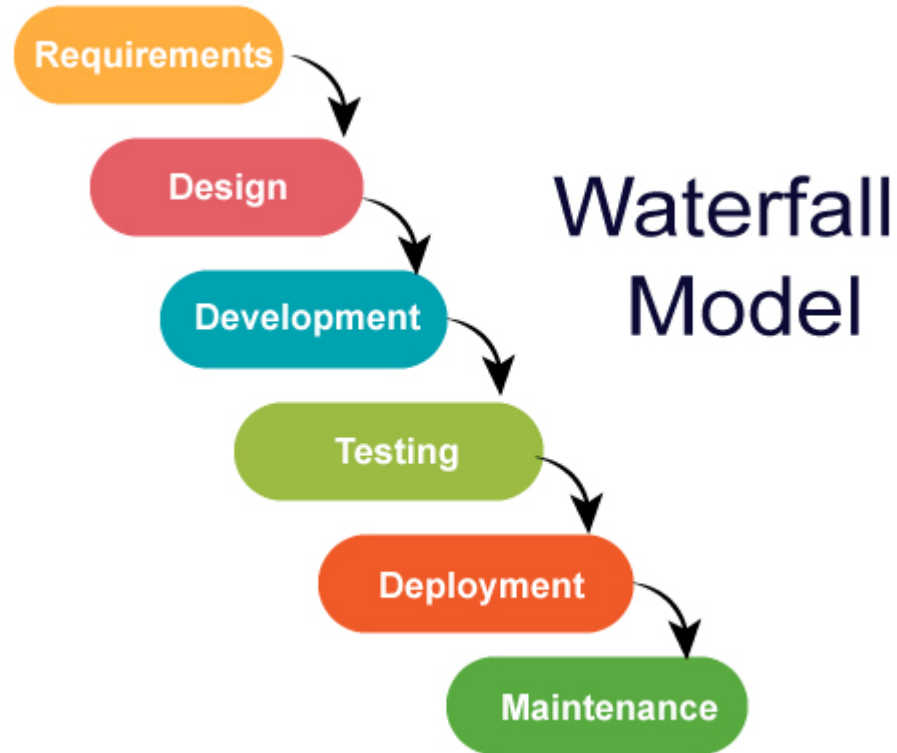 Requirements
Design
Waterfall
Model
Development
Testing
Deployment
Maintenance